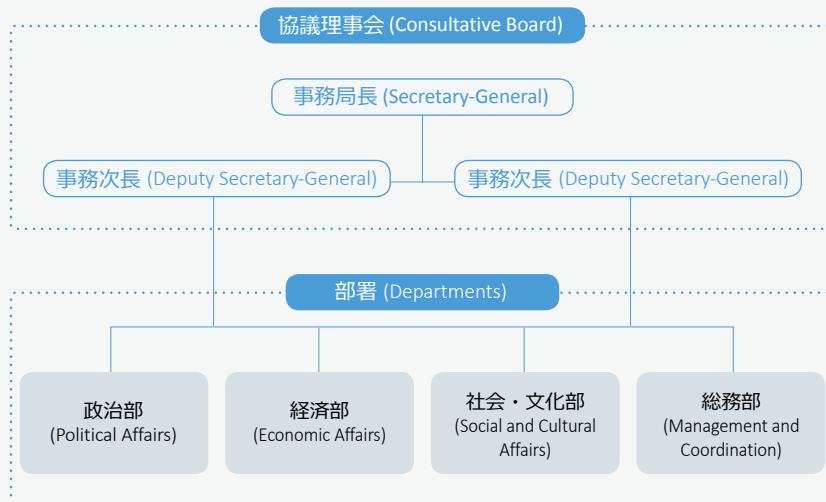 協議理事会 (Consultative Board)
事務局長 (Secretary-General)
事務次長 (Deputy Secretary-General)
事務次長 (Deputy Secretary-General)
部署 (Departments)
政治部
(Political Affairs)
経済部
(Economic Affairs)
社会・文化部
(Social and Cultural
Affairs)
総務部
(Management and
Coordination)